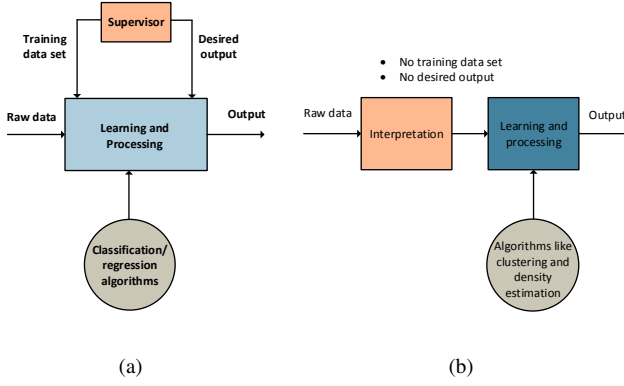 Supervisor
Training
data set
Desired
output
Raw data
Learning and
Processing
Output
Classification/
regression
algorithms
(a)
• No training data set
• No desired output
Raw data
Interpretation
Learning and
processing
Output
Algorithms like
clustering and
density
estimation
(b)